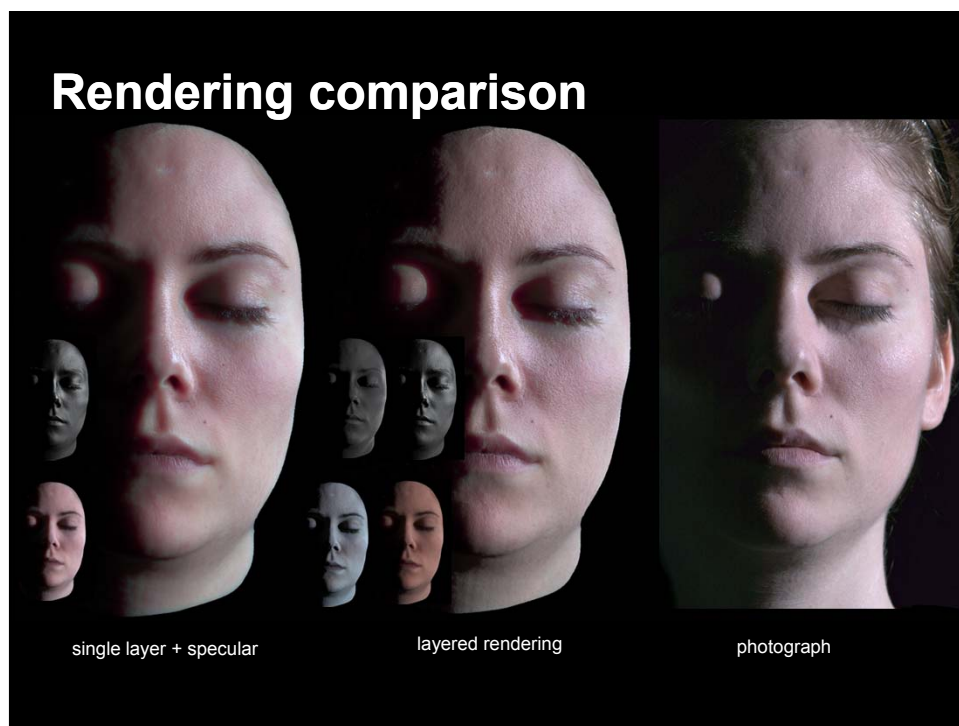 Rendering comparison
single layer + specular
layered rendering
photograph